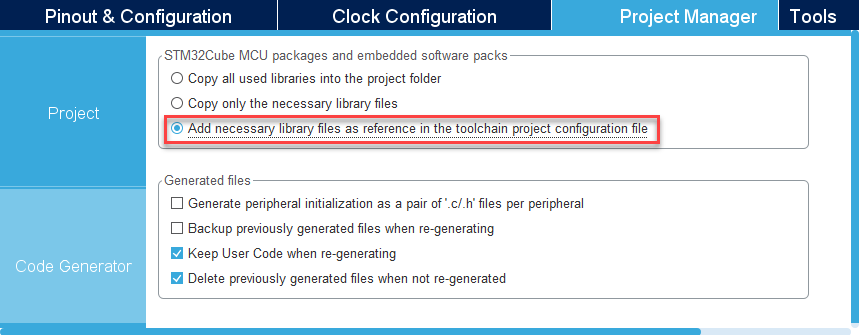 Pinout & Configuration
Clock Configuration
Project Manager
Tools
STM32Cube MCU packages and embedded software packs
Copy all used libraries into the project folder
Copy only the necessary library files
Add necessary library files as reference in the toolchain project configuration file
Project
Generated files
Generate peripheral initialization as a pair of '.c/.h' files per peripheral
Backup previously generated files when re-generating
Keep User Code when re-generating
Delete previously generated files when not re-generated
Code Generator